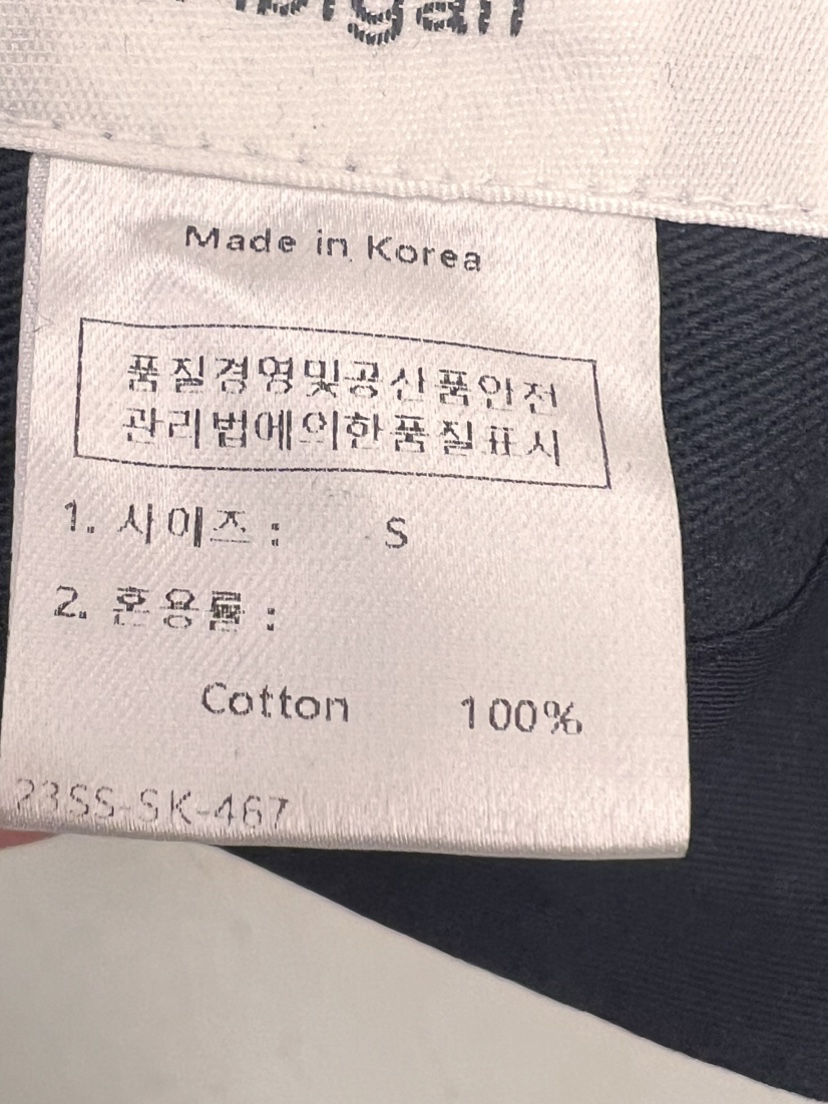 Made in Korea
품질경영및공산품안전
관리법에의한품질표시
1. 사이즈 : S
2. 혼용률 :
Cotton 100%
23SS-SK-467